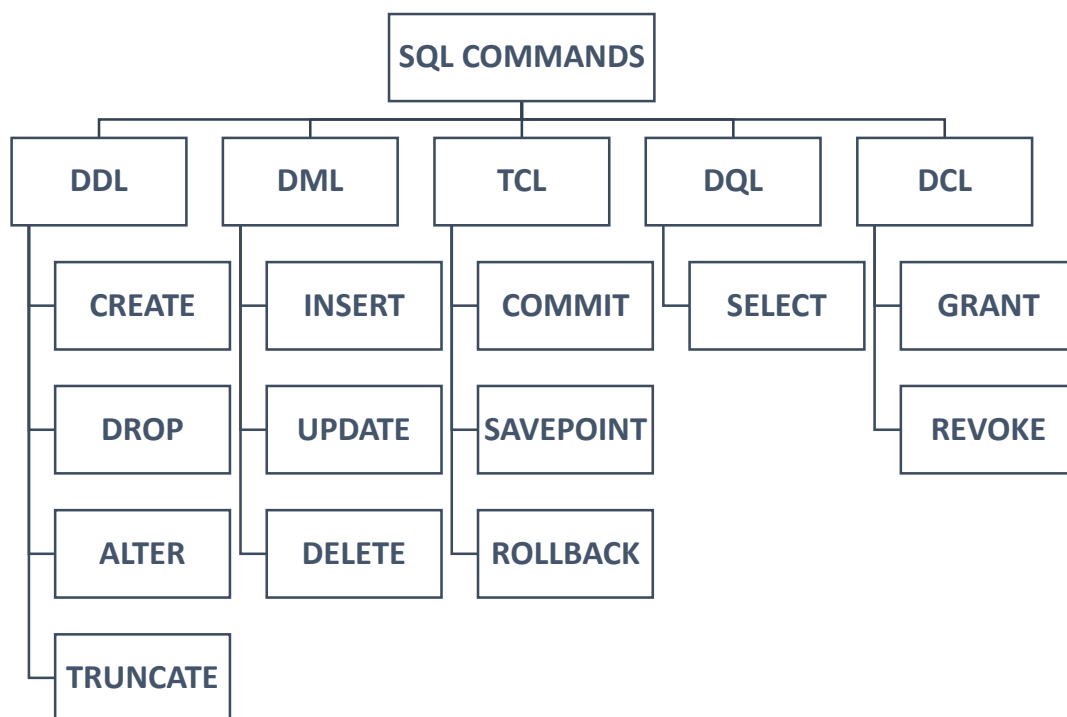 SQL COMMANDS
DDL
DML
TCL
DQL
DCL
CREATE
INSERT
COMMIT
SELECT
GRANT
DROP
UPDATE
SAVEPOINT
REVOKE
ALTER
DELETE
ROLLBACK
TRUNCATE